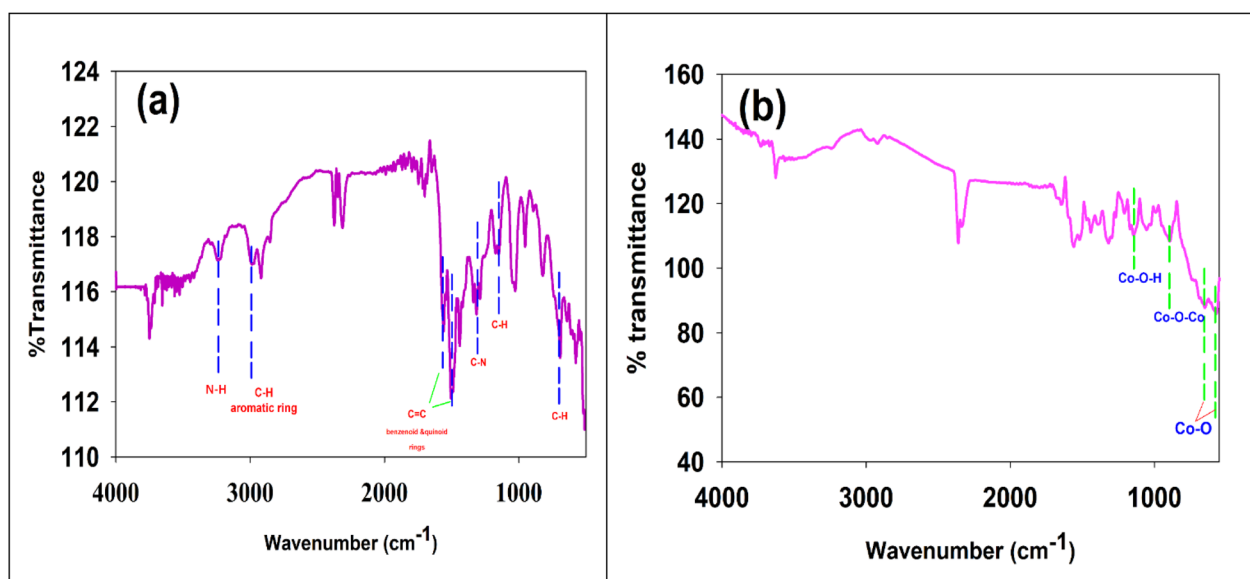 (a)
124
122
120
118
116
114
112
110
%Transmittance
N-H
C-H
aromatic ring
C=C
benzenoid &quinoid
rings
C-N
C-H
C-H
4000
3000
2000
1000
Wavenumber (cm-1)
(b)
160
140
120
100
80
60
40
% transmittance
Co-O-H
Co-O-Co
Co-O
4000
3000
2000
1000
Wavenumber (cm-1)